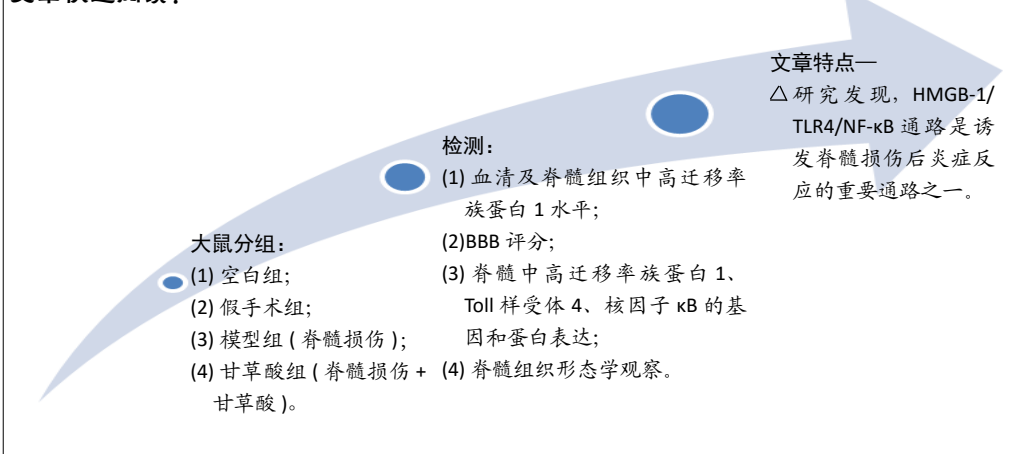 大鼠分组：
(1) 空白组；
(2) 假手术组；
(3) 模型组 ( 脊髓损伤 )；
(4) 甘草酸组 ( 脊髓损伤 +
甘草酸 )。
检测：
(1) 血清及脊髓组织中高迁移率
族蛋白 1 水平；
(2)BBB 评分；
(3) 脊髓中高迁移率族蛋白 1、
Toll 样受体 4、核因子 κB 的基
因和蛋白表达；
(4) 脊髓组织形态学观察。
文章特点—
△研究发现，HMGB-1/
TLR4/NF-κB 通路是诱
发脊髓损伤后炎症反
应的重要通路之一。